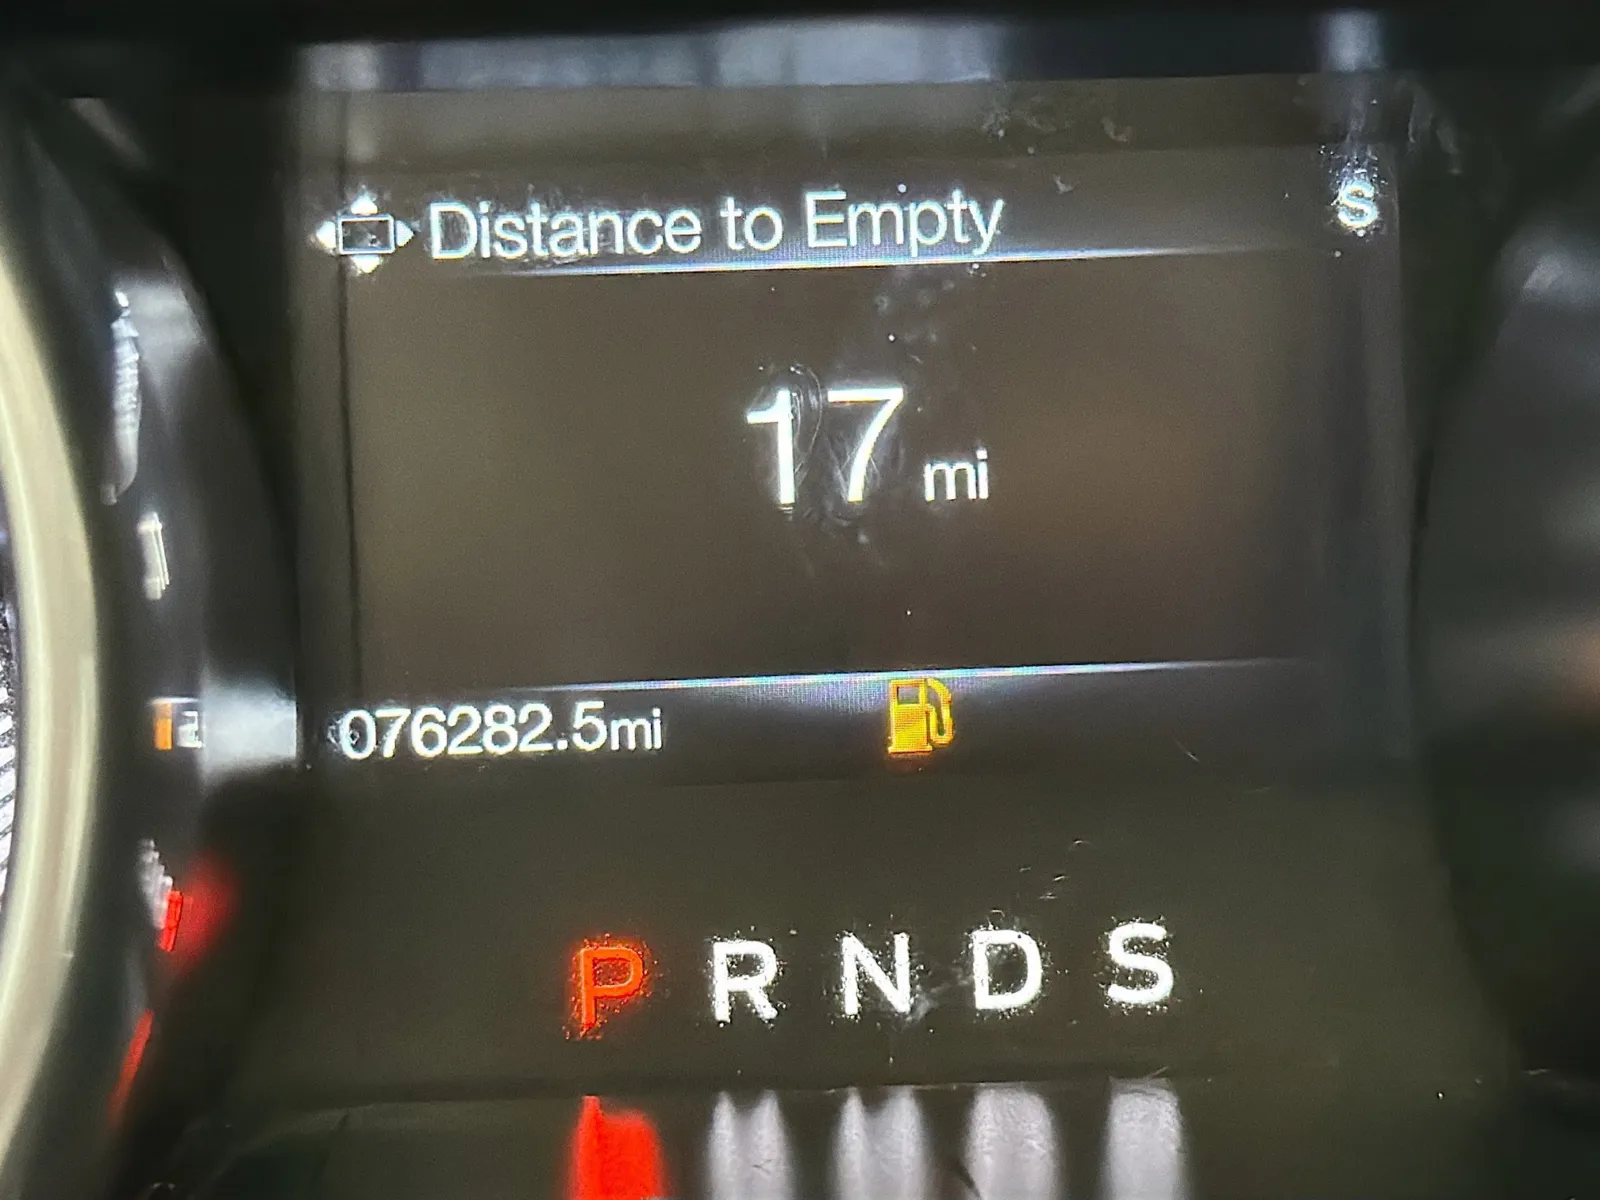 Distance to Empty
S
17 mi
076282.5mi
P R N D S